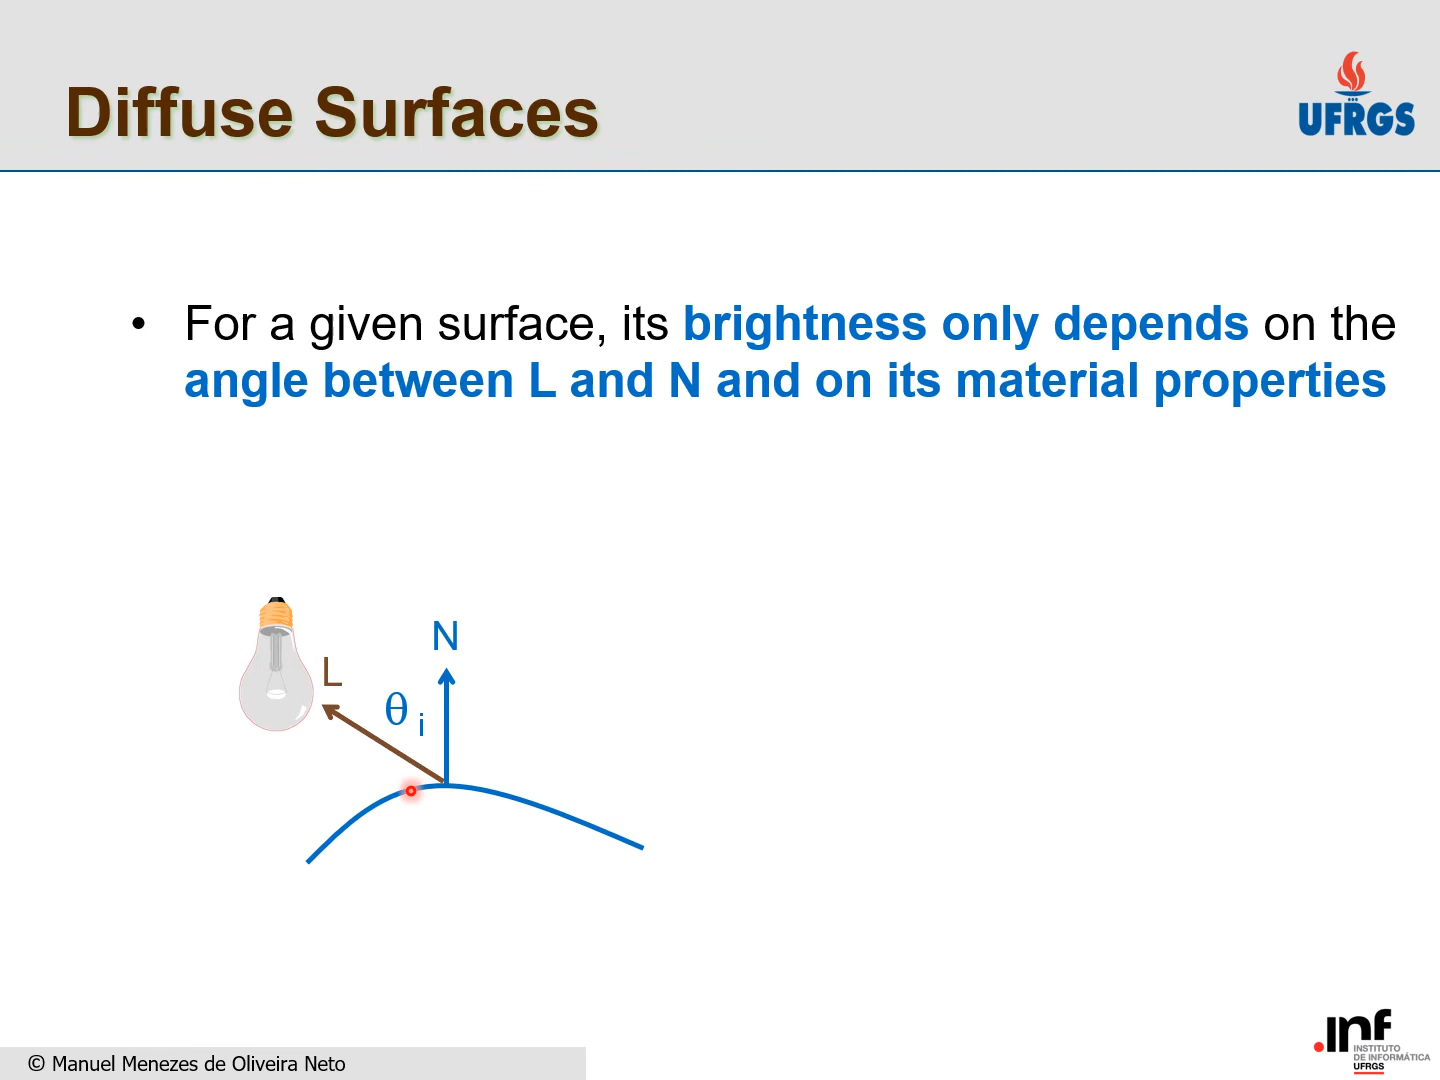 Diffuse Surfaces
UFRGS
• For a given surface, its brightness only depends on the
angle between L and N and on its material properties
N
L
θ i
© Manuel Menezes de Oliveira Neto
.inf
INSTITUTO
DE INFORMÁTICA
UFRGS